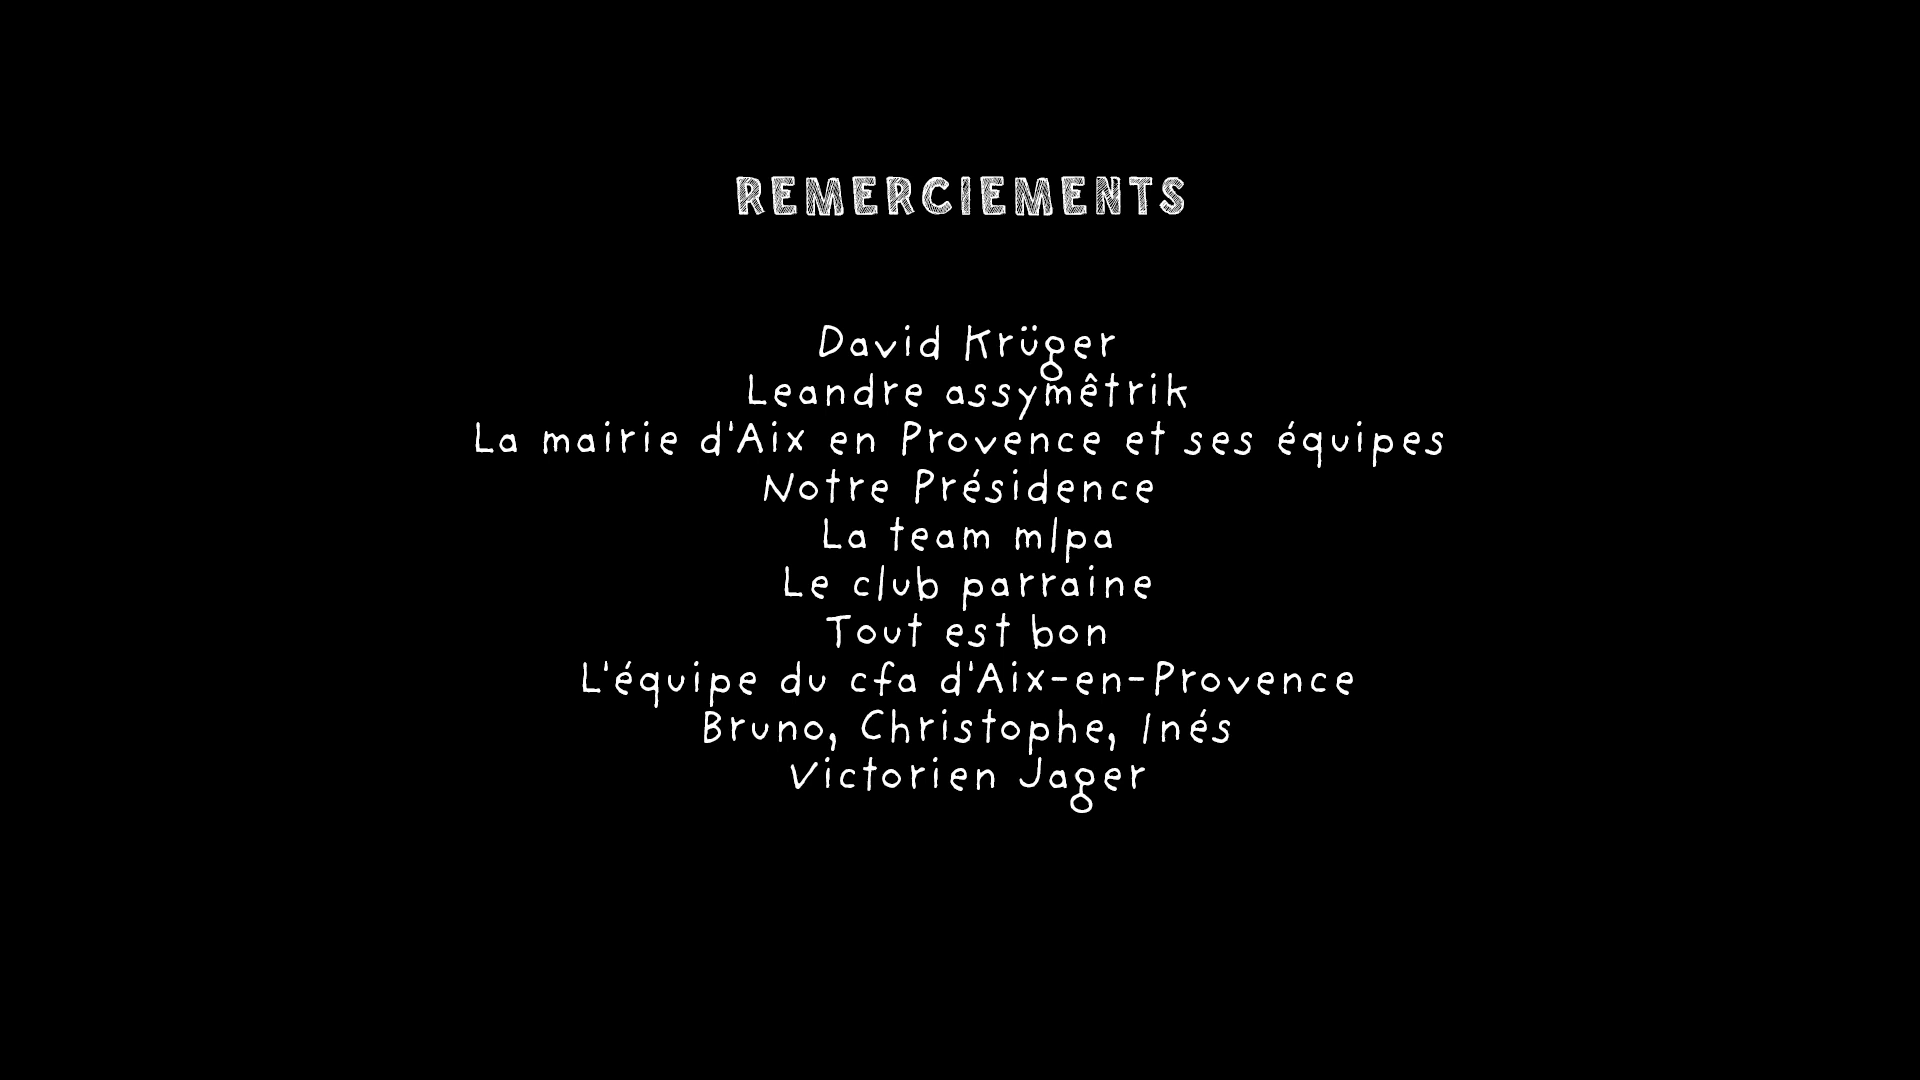 REMERCIEMENTS
David Krüger
Leandre assymêtrik
La mairie d'Aix en Provence et ses équipes
Notre Présidence
La team mlpa
Le club parraine
Tout est bon
L'équipe du cfa d'Aix-en-Provence
Bruno, Christophe, Inés
Victorien Jager